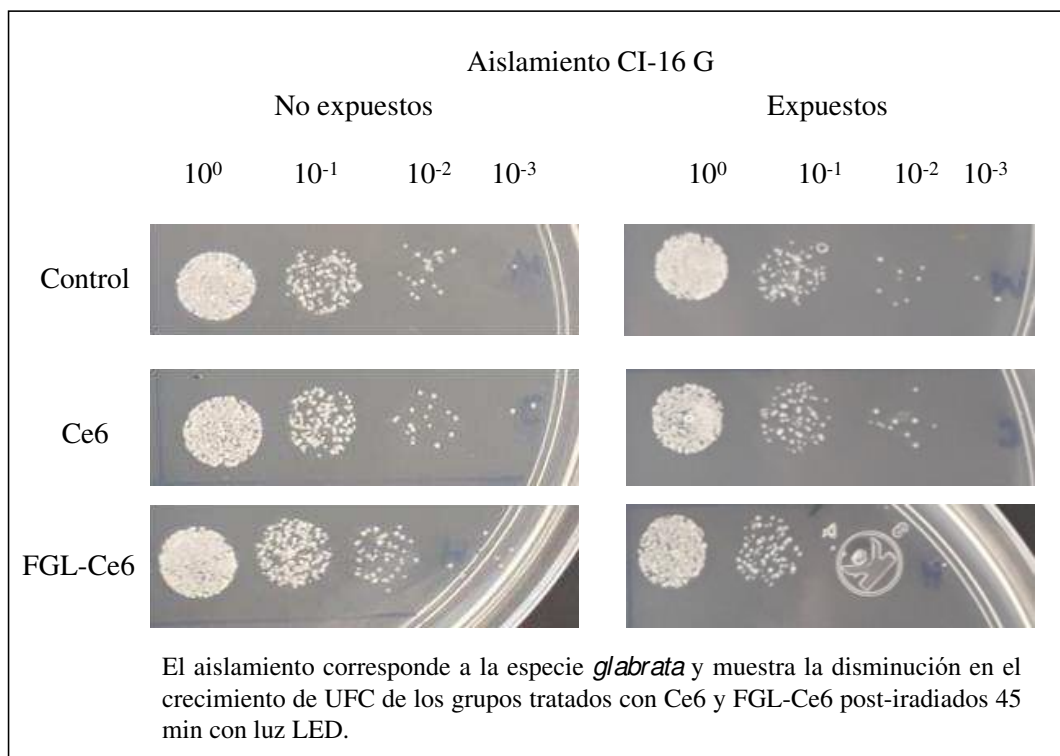 Aislamiento CI-16 G
No expuestos Expuestos
10⁰ 10⁻¹ 10⁻² 10⁻³ 10⁰ 10⁻¹ 10⁻² 10⁻³
Control
Ce6
FGL-Ce6
El aislamiento corresponde a la especie glabrata y muestra la disminución en el
crecimiento de UFC de los grupos tratados con Ce6 y FGL-Ce6 post-iradiados 45
min con luz LED.